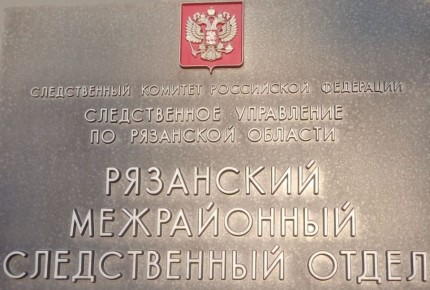 СЛЕДСТВЕННЫЙ КОМИТЕТ РОССИЙСКОЙ ФЕДЕРАЦИИ
СЛЕДСТВЕННОЕ УПРАВЛЕНИЕ
ПО РЯЗАНСКОЙ ОБЛАСТИ
РЯЗАНСКИЙ
МЕЖРАЙОННЫЙ
СЛЕДСТВЕННЫЙ ОТДЕЛ